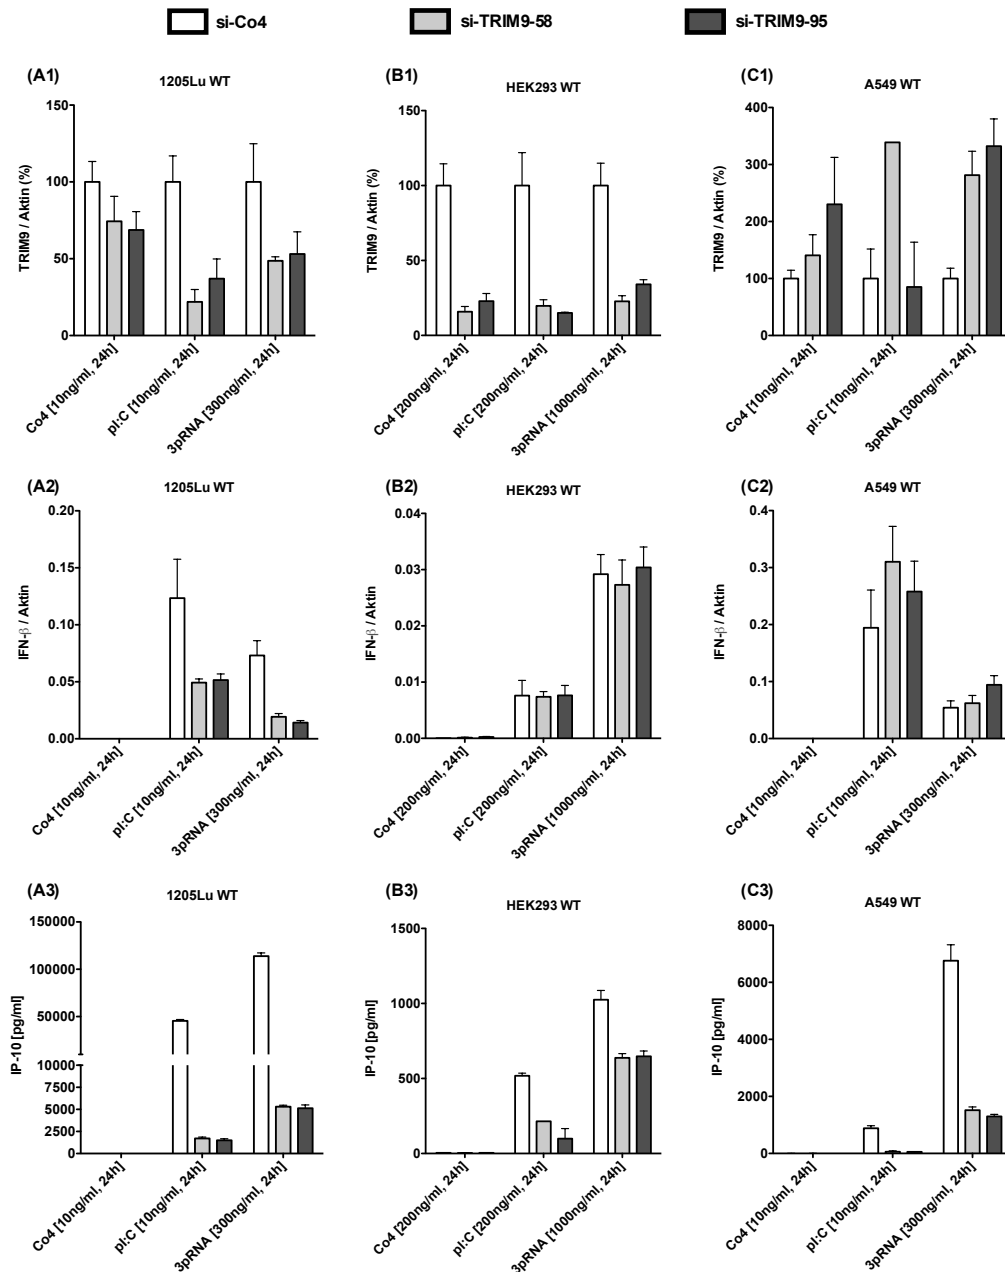 si-Co4 si-TRIM9-58 si-TRIM9-95
(A1) 1205Lu WT
TRIM9 / Aktin (%)
150
100
50
0
Co4 [10ng/ml, 24h]
pI:C [10ng/ml, 24h]
3pRNA [300ng/ml, 24h]
(B1) HEK293 WT
TRIM9 / Aktin (%)
150
100
50
0
Co4 [200ng/ml, 24h]
pI:C [200ng/ml, 24h]
3pRNA [1000ng/ml, 24h]
(C1) A549 WT
TRIM9 / Aktin (%)
400
300
200
100
0
Co4 [10ng/ml, 24h]
pI:C [10ng/ml, 24h]
3pRNA [300ng/ml, 24h]
(A2) 1205Lu WT
IFN-β / Aktin
0.20
0.15
0.10
0.05
0.00
Co4 [10ng/ml, 24h]
pI:C [10ng/ml, 24h]
3pRNA [300ng/ml, 24h]
(B2) HEK293 WT
IFN-β / Aktin
0.04
0.03
0.02
0.01
0.00
Co4 [200ng/ml, 24h]
pI:C [200ng/ml, 24h]
3pRNA [1000ng/ml, 24h]
(C2) A549 WT
IFN-β / Aktin
0.4
0.3
0.2
0.1
0.0
Co4 [10ng/ml, 24h]
pI:C [10ng/ml, 24h]
3pRNA [300ng/ml, 24h]
(A3) 1205Lu WT
IP-10 [pg/ml]
150000
100000
50000
10000
7500
5000
2500
0
Co4 [10ng/ml, 24h]
pI:C [10ng/ml, 24h]
3pRNA [300ng/ml, 24h]
(B3) HEK293 WT
IP-10 [pg/ml]
1500
1000
500
0
Co4 [200ng/ml, 24h]
pI:C [200ng/ml, 24h]
3pRNA [1000ng/ml, 24h]
(C3) A549 WT
IP-10 [pg/ml]
8000
6000
4000
2000
0
Co4 [10ng/ml, 24h]
pI:C [10ng/ml, 24h]
3pRNA [300ng/ml, 24h]